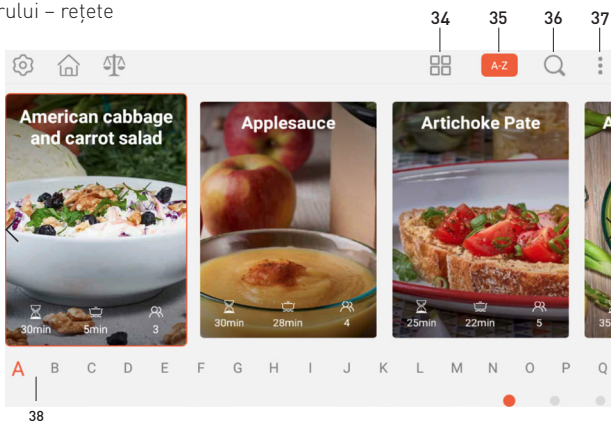 rului – rețete
34 35 36 37
A-Z
American cabbage
and carrot salad
Applesauce
Artichoke Pate
A
30min 5min 3
30min 28min 4
25min 22min 5
35
A B C D E F G H I J K L M N O P Q
38